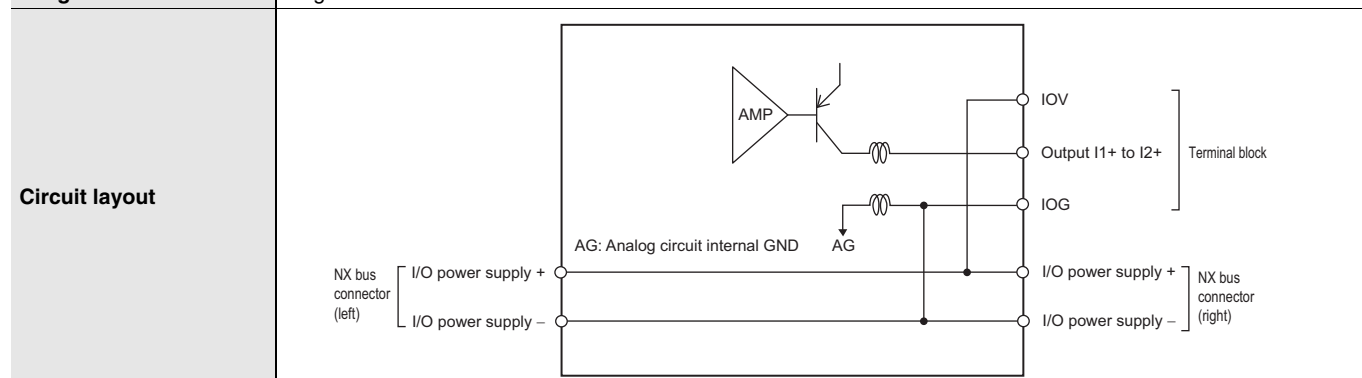 Circuit layout
AMP
IOV
Output I1+ to I2+
Terminal block
IOG
AG: Analog circuit internal GND
AG
NX bus
connector
(left)
I/O power supply +
I/O power supply –
I/O power supply +
I/O power supply –
NX bus
connector
(right)